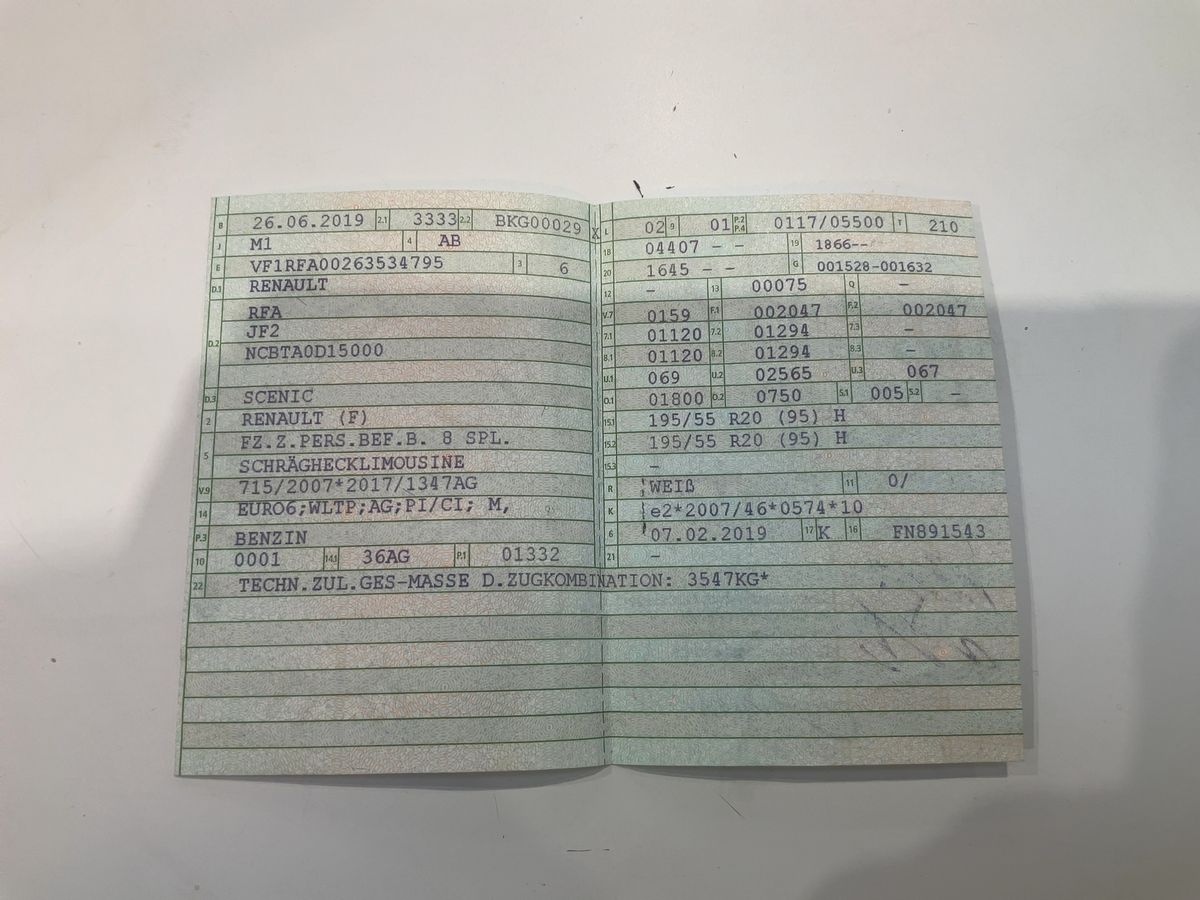 B 26.06.2019 2.1 3333 2.2 BKG00029 X
J M1 4 AB
E VF1RFA00263534795 3 6
D.1 RENAULT
RFA
D.2 JF2
NCBTA0D15000
D.3 SCENIC
2 RENAULT (F)
5 FZ.Z.PERS.BEF.B. 8 SPL.
SCHRÄGHECKLIMOUSINE
V.9 715/2007*2017/1347AG
14 EURO6;WLTP;AG;PI/CI; M,
P.3 BENZIN
10 0001 14.1 36AG P.1 01332
22 TECHN.ZUL.GES-MASSE D.ZUGKOMBINATION: 3547KG*
L 02 9 01 P.2 P.4 0117/05500 T 210
18 04407 - - 19 1866--
20 1645 - - G 001528-001632
12 - 13 00075 Q -
V.7 0159 F.1 002047 F.2 002047
7.1 01120 7.2 01294 7.3 -
8.1 01120 8.2 01294 8.3 -
U.1 069 U.2 02565 U.3 067
O.1 01800 O.2 0750 S.1 005 S.2 -
15.1 195/55 R20 (95) H
15.2 195/55 R20 (95) H
15.3 -
R WEIß 11 0/
K e2*2007/46*0574*10
6 07.02.2019 17 K 16 FN891543
21 -